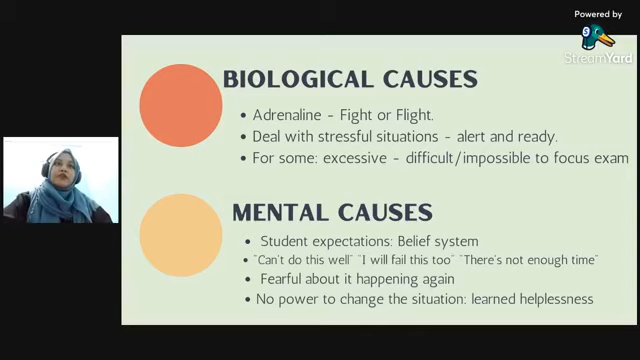 Powered by
StreamYard
BIOLOGICAL CAUSES
• Adrenaline - Fight or Flight.
• Deal with stressful situations - alert and ready.
• For some: excessive - difficult/impossible to focus exam
MENTAL CAUSES
• Student expectations: Belief system
• "Can't do this well" "I will fail this too" "There's not enough time"
• Fearful about it happening again
• No power to change the situation: learned helplessness